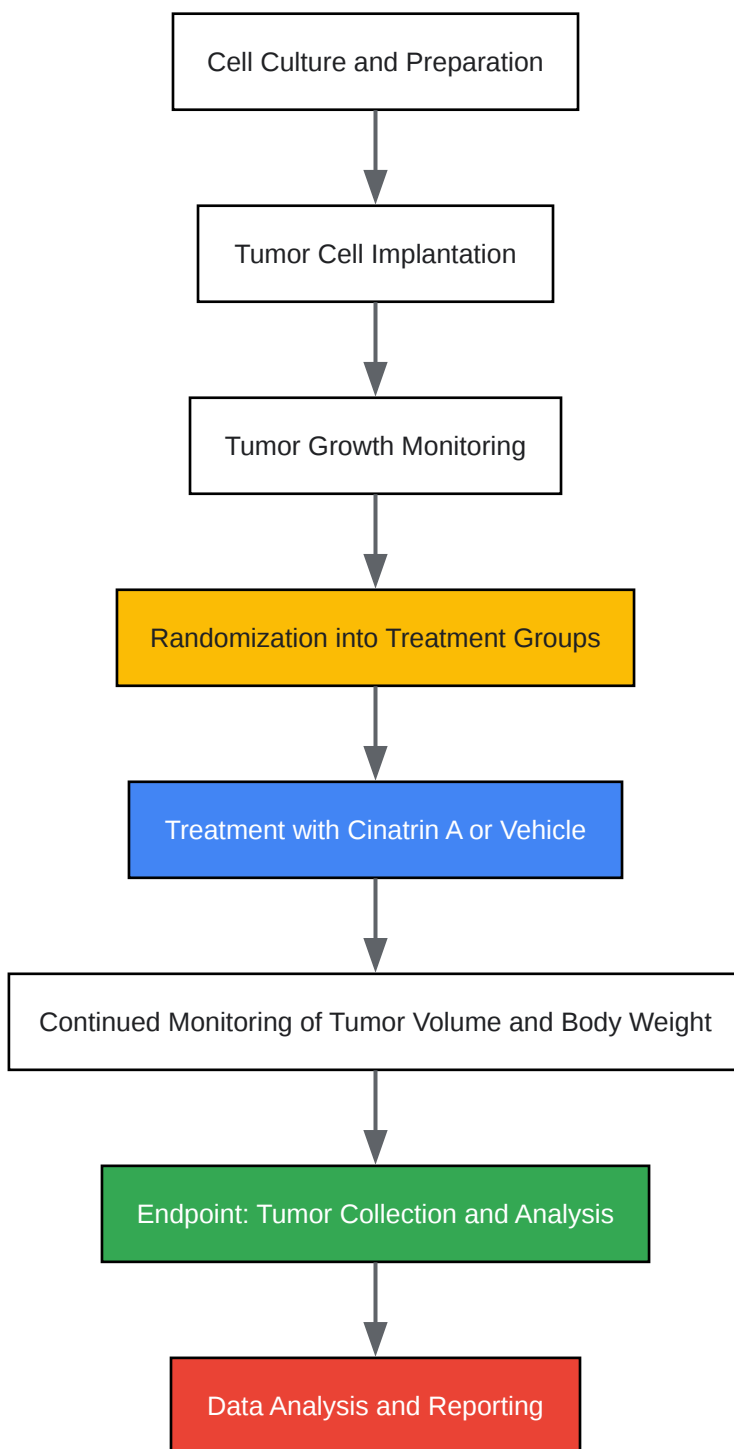 Cell Culture and Preparation
Tumor Cell Implantation
Tumor Growth Monitoring
Randomization into Treatment Groups
Treatment with Cinatrin A or Vehicle
Continued Monitoring of Tumor Volume and Body Weight
Endpoint: Tumor Collection and Analysis
Data Analysis and Reporting